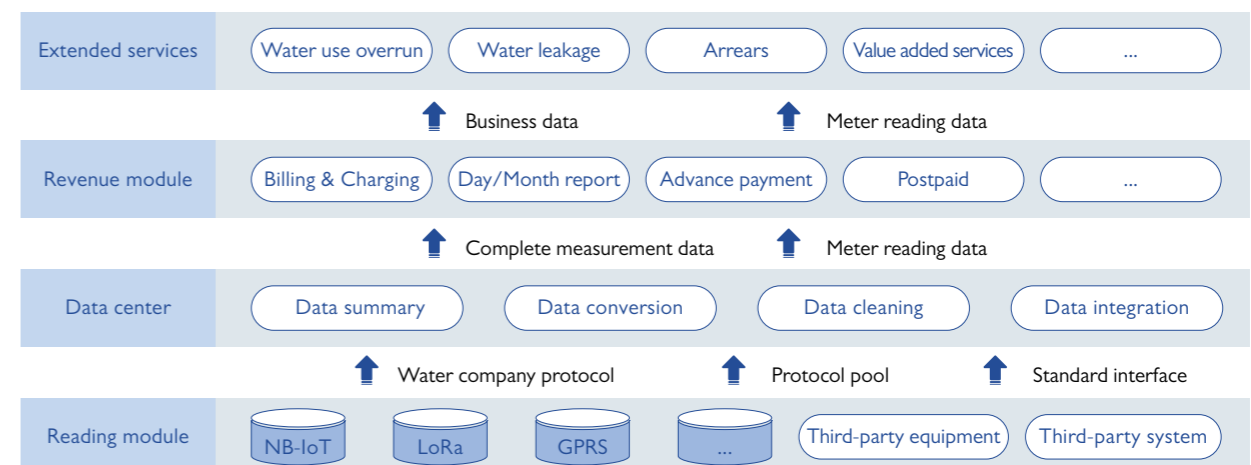 Extended services
Water use overrun
Water leakage
Arrears
Value added services
...
Business data
Meter reading data
Revenue module
Billing & Charging
Day/Month report
Advance payment
Postpaid
...
Complete measurement data
Meter reading data
Data center
Data summary
Data conversion
Data cleaning
Data integration
Water company protocol
Protocol pool
Standard interface
Reading module
NB-IoT
LoRa
GPRS
...
Third-party equipment
Third-party system